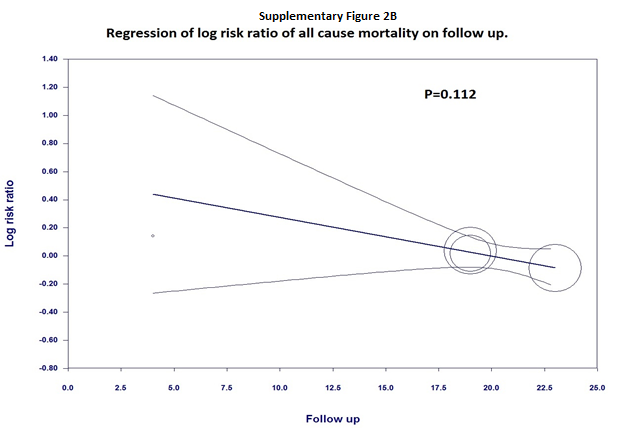 Supplementary Figure 2B
Regression of log risk ratio of all cause mortality on follow up.
P=0.112
Log risk ratio
1.40
1.20
1.00
0.80
0.60
0.40
0.20
0.00
-0.20
-0.40
-0.60
-0.80
0.0 2.5 5.0 7.5 10.0 12.5 15.0 17.5 20.0 22.5 25.0
Follow up